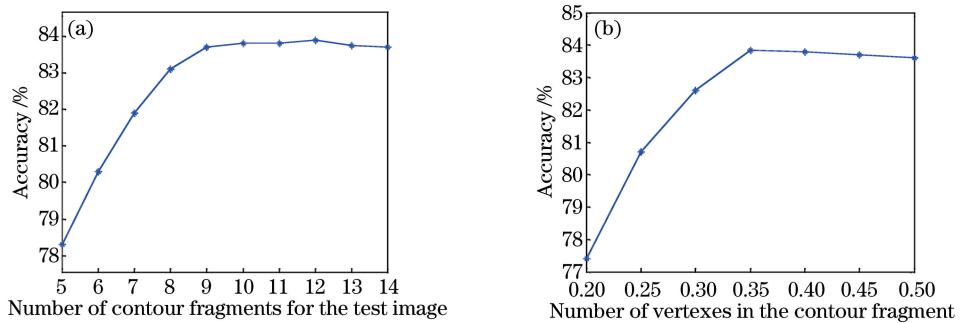 (a)
84
83
82
81
80
79
78
Accuracy /%
5 6 7 8 9 10 11 12 13 14
Number of contour fragments for the test image
(b)
85
84
83
82
81
80
79
78
77
Accuracy /%
0.20 0.25 0.30 0.35 0.40 0.45 0.50
Number of vertexes in the contour fragment